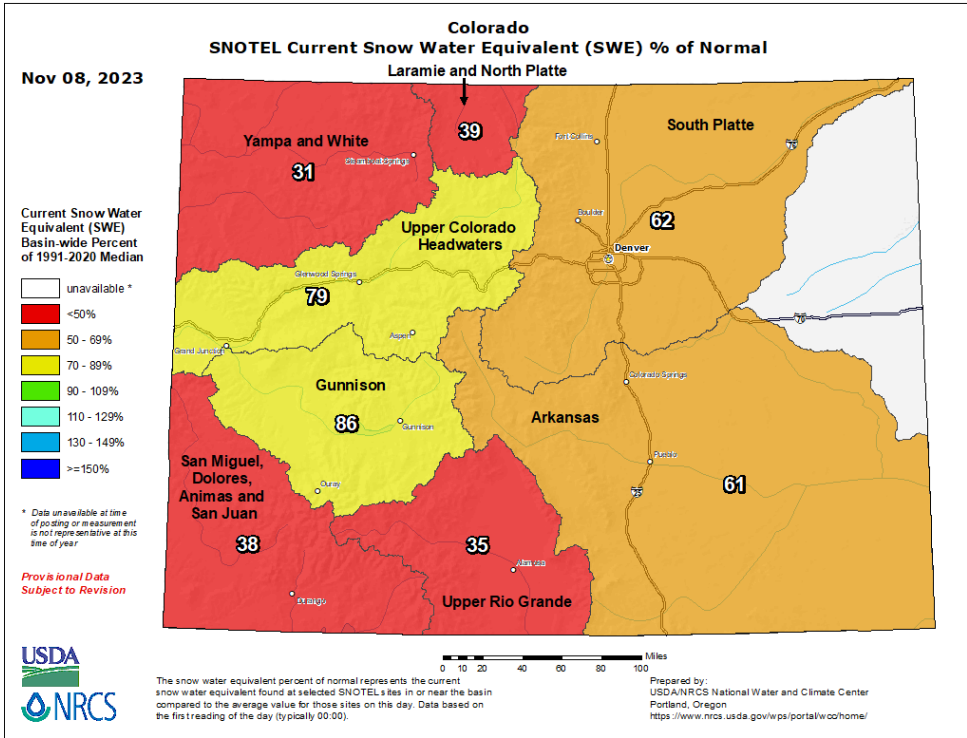 Colorado
SNOTEL Current Snow Water Equivalent (SWE) % of Normal
Nov 08, 2023
Laramie and North Platte
39
Yampa and White
31
Steamboat Springs
Fort Collins
South Platte
76
Boulder
62
Denver
Upper Colorado
Headwaters
Glenwood Springs
79
Aspen
Grand Junction
70
Gunnison
86
Gunnison
Ouray
Colorado Springs
Arkansas
Pueblo
61
25
San Miguel,
Dolores,
Animas and
San Juan
38
Durango
35
Alamosa
Upper Rio Grande
Current Snow Water
Equivalent (SWE)
Basin-wide Percent
of 1991-2020 Median
unavailable *
<50%
50 - 69%
70 - 89%
90 - 109%
110 - 129%
130 - 149%
>=150%
* Data unavailable at time
of posting or measurement
is not representative at this
time of year
Provisional Data
Subject to Revision
Miles
0 10 20 40 60 80 100
USDA
NRCS
The snow water equivalent percent of normal represents the current
snow water equivalent found at selected SNOTEL sites in or near the basin
compared to the average value for those sites on this day. Data based on
the first reading of the day (typically 00:00).
Prepared by:
USDA/NRCS National Water and Climate Center
Portland, Oregon
https://www.nrcs.usda.gov/wps/portal/wcc/home/